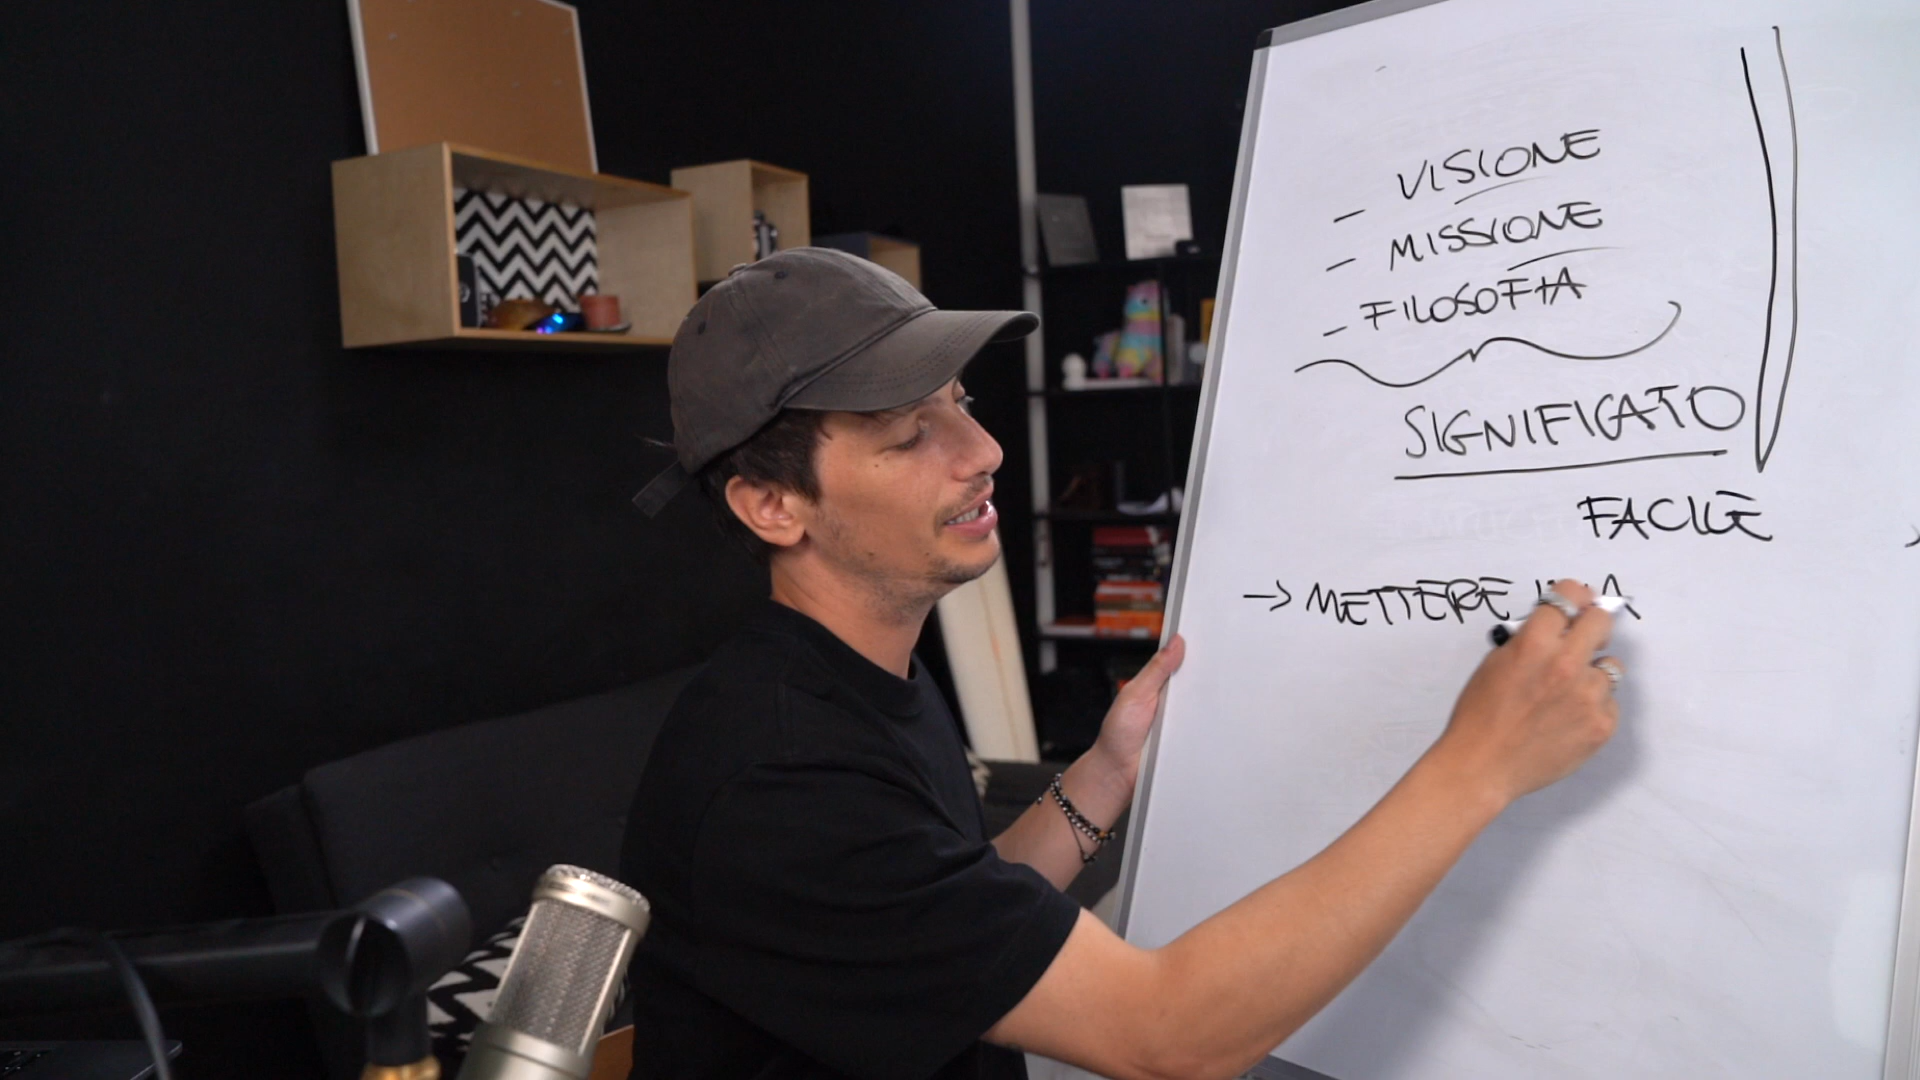 - VISIONE
- MISSIONE
- FILOSOFIA
SIGNIFICATO
FACILE
→ METTERE